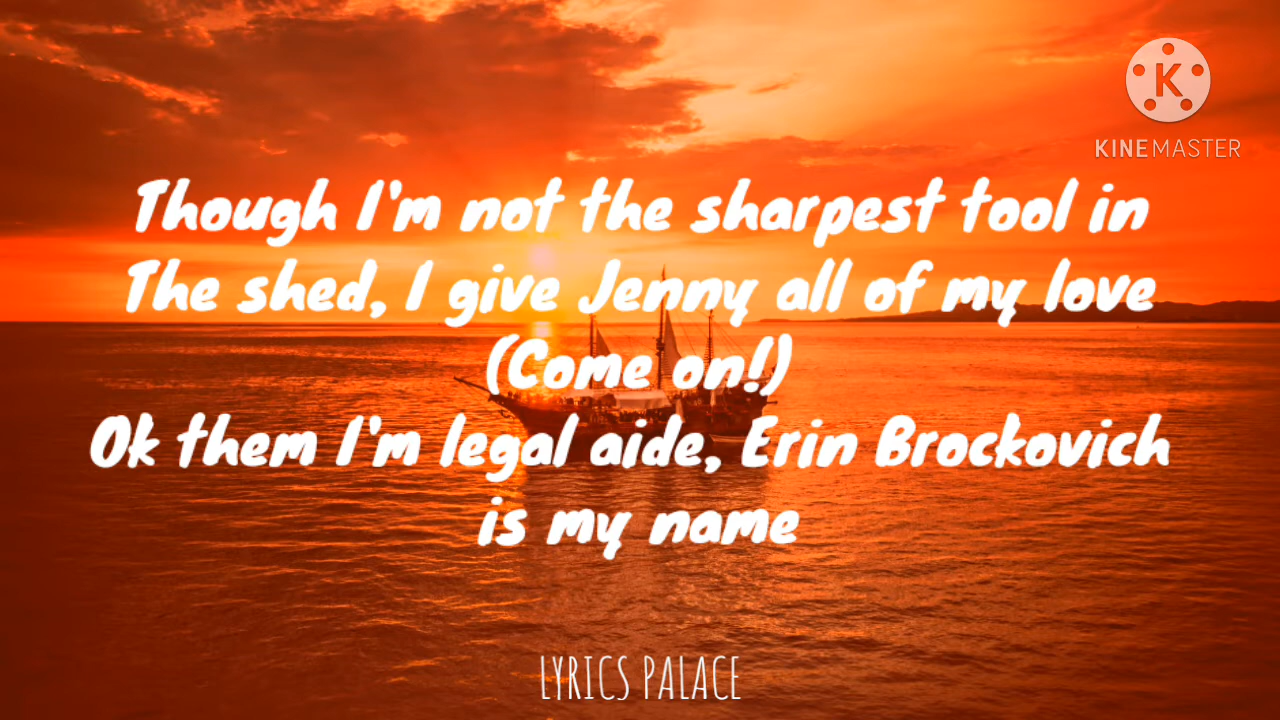 K
KINEMASTER
Though I'm not the sharpest tool in
The shed, I give Jenny all of my love
(Come on!)
Ok them I'm legal aide, Erin Brockovich
is my name
LYRICS PALACE